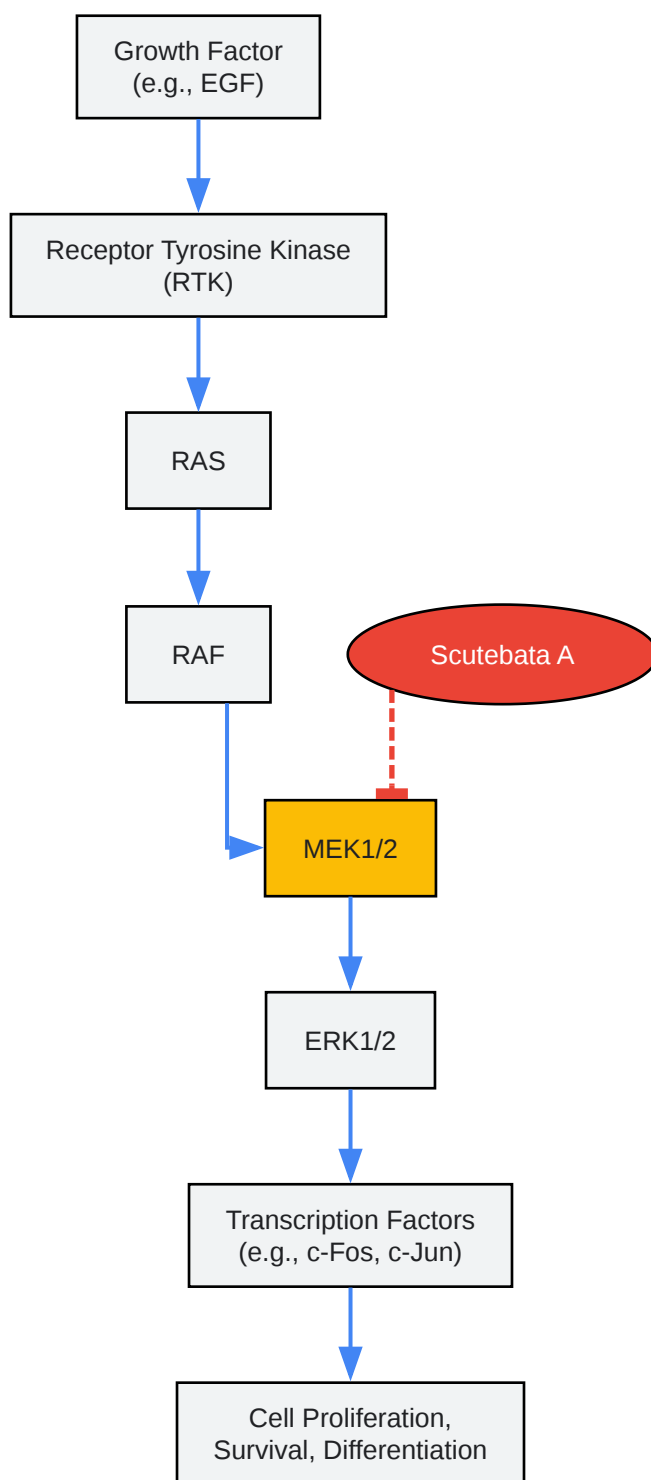 Growth Factor
(e.g., EGF)
Receptor Tyrosine Kinase
(RTK)
RAS
RAF
Scutebata A
MEK1/2
ERK1/2
Transcription Factors
(e.g., c-Fos, c-Jun)
Cell Proliferation,
Survival, Differentiation